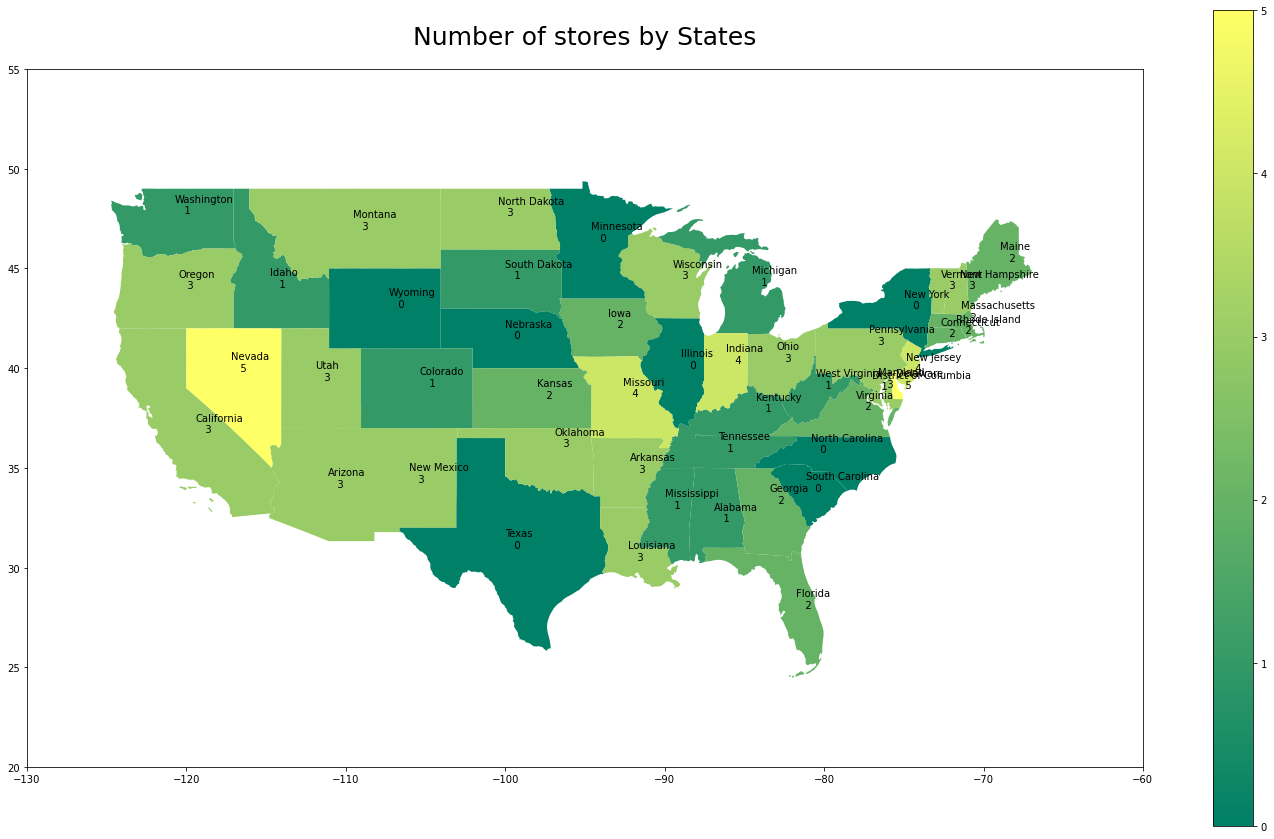 Number of stores by States
5
55
50
Washington
1
Montana
3
North Dakota
3
Minnesota
0
Maine
2
45
Oregon
3
Idaho
1
South Dakota
1
Wisconsin
3
Michigan
1
Vermont
3
New Hampshire
3
4
Wyoming
0
New York
0
Massachusetts
2
Rhode Island
2
Connecticut
2
Nebraska
0
Iowa
2
Pennsylvania
3
40
Nevada
5
Utah
3
Colorado
1
Kansas
2
Missouri
4
Illinois
0
Indiana
4
Ohio
3
New Jersey
4
West Virginia
1
Maryland
3
Delaware
5
District of Columbia
1
3
Kentucky
1
Virginia
2
California
3
Oklahoma
3
Tennessee
1
North Carolina
0
35
Arizona
3
New Mexico
3
Arkansas
3
Mississippi
1
Alabama
1
Georgia
2
South Carolina
0
2
Texas
0
Louisiana
3
30
Florida
2
25
1
20
−130
−120
−110
−100
−90
−80
−70
−60
0